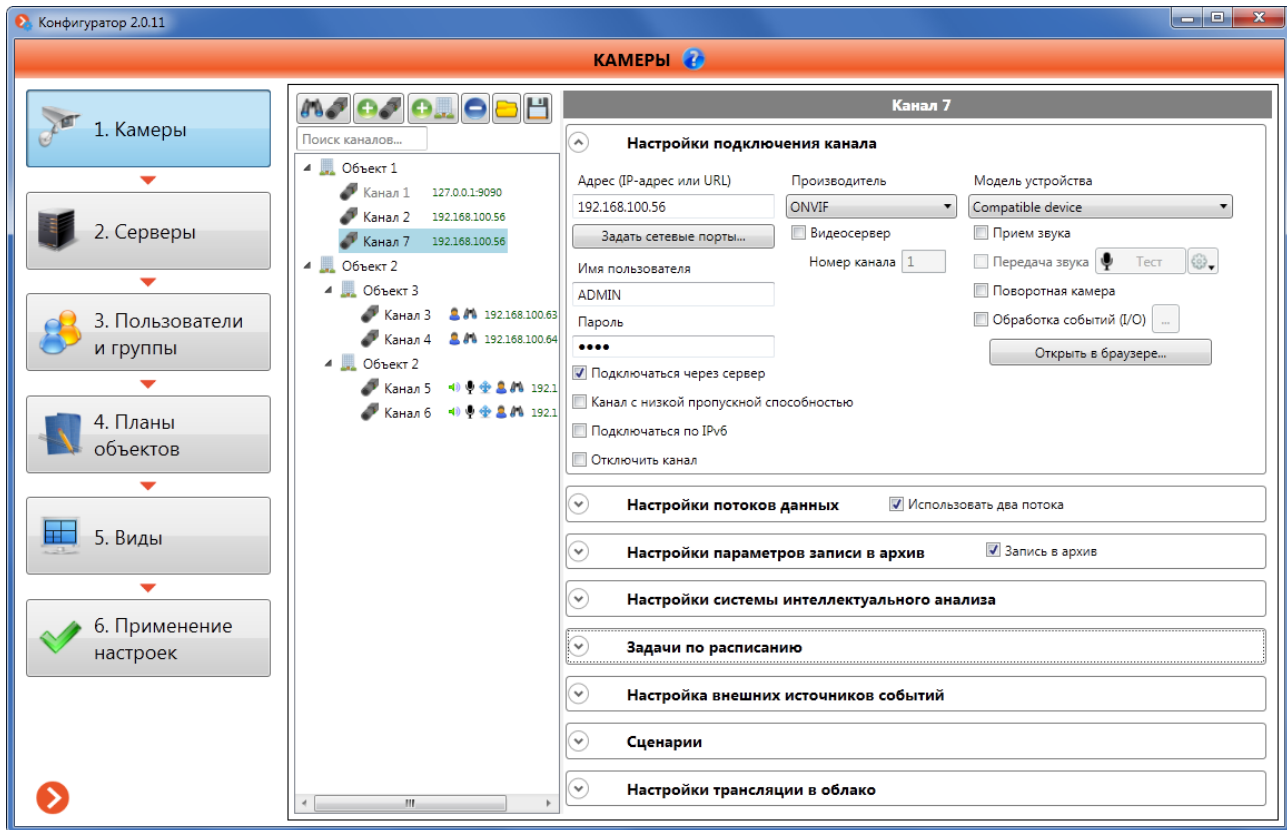 Конфигуратор 2.0.11
КАМЕРЫ ?
1. Камеры
2. Серверы
3. Пользователи
и группы
4. Планы
объектов
5. Виды
6. Применение
настроек
Поиск каналов...
Объект 1
Канал 1 127.0.0.1:9090
Канал 2 192.168.100.56
Канал 7 192.168.100.56
Объект 2
Объект 3
Канал 3 192.168.100.63
Канал 4 192.168.100.64
Объект 2
Канал 5 192.1
Канал 6 192.1
Канал 7
Настройки подключения канала
Адрес (IP-адрес или URL) Производитель Модель устройства
192.168.100.56 ONVIF Compatible device
Задать сетевые порты... Видеосервер Прием звука
Номер канала 1 Передача звука Тест
Имя пользователя
ADMIN Поворотная камера
Пароль Обработка событий (I/O) ...
•••• Открыть в браузере...
Подключаться через сервер
Канал с низкой пропускной способностью
Подключаться по IPv6
Отключить канал
Настройки потоков данных Использовать два потока
Настройки параметров записи в архив Запись в архив
Настройки системы интеллектуального анализа
Задачи по расписанию
Настройка внешних источников событий
Сценарии
Настройки трансляции в облако